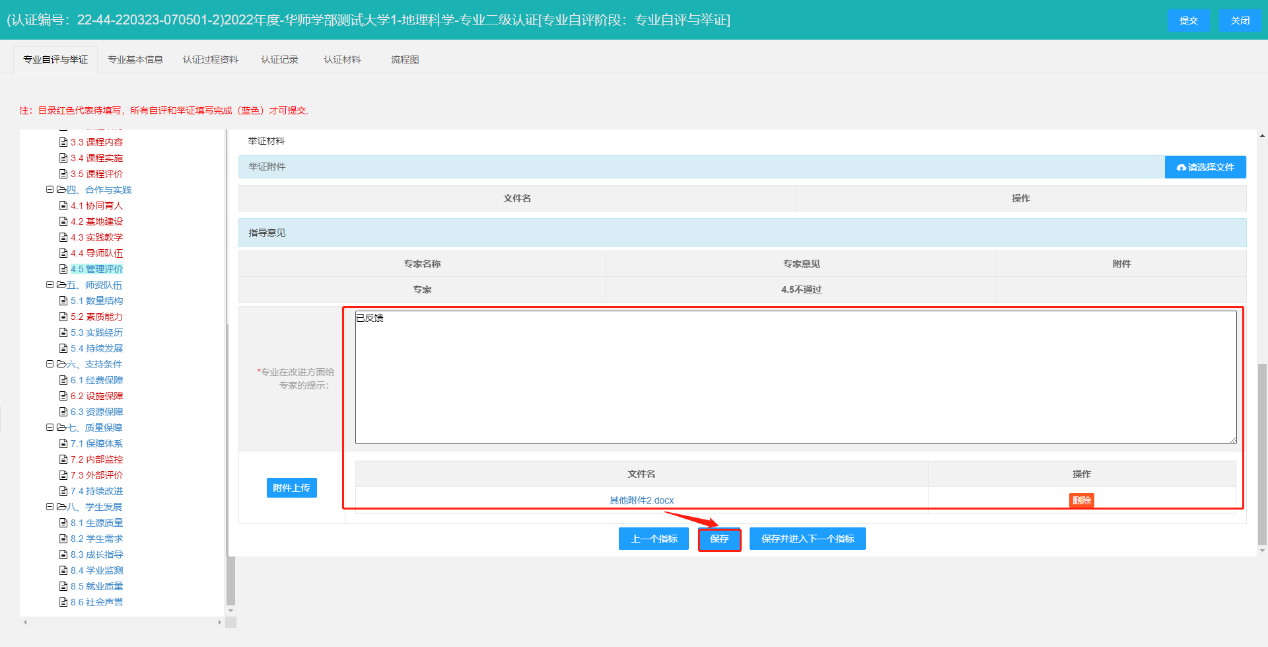 (认证编号：22-44-220323-070501-2)2022年度-华师学部测试大学1-地理科学-专业二级认证[专业自评阶段：专业自评与举证]
提交
关闭
专业自评与举证
专业基本信息
认证过程资料
认证记录
认证材料
流程图
注：目录红色代表待填写，所有自评和举证填写完成（蓝色）才可提交.
3.3 课程内容
3.4 课程实施
3.5 课程评价
四、合作与实践
4.1 协同育人
4.2 基地建设
4.3 实践教学
4.4 导师队伍
4.5 管理评价
五、师资队伍
5.1 数量结构
5.2 素质能力
5.3 实践经历
5.4 持续发展
六、支持条件
6.1 经费保障
6.2 设施保障
6.3 资源保障
七、质量保障
7.1 保障体系
7.2 内部监控
7.3 外部评价
7.4 持续改进
八、学生发展
8.1 生源质量
8.2 学生需求
8.3 成长指导
8.4 学业监测
8.5 就业质量
8.6 社会声誉
举证材料
举证附件
请选择文件
文件名
操作
指导意见
专家名称
专家意见
附件
专家
4.5不通过
*专业在改进方面给
专家的提示：
已反馈
附件上传
文件名
操作
其他附件2.docx
删除
上一个指标
保存
保存并进入下一个指标